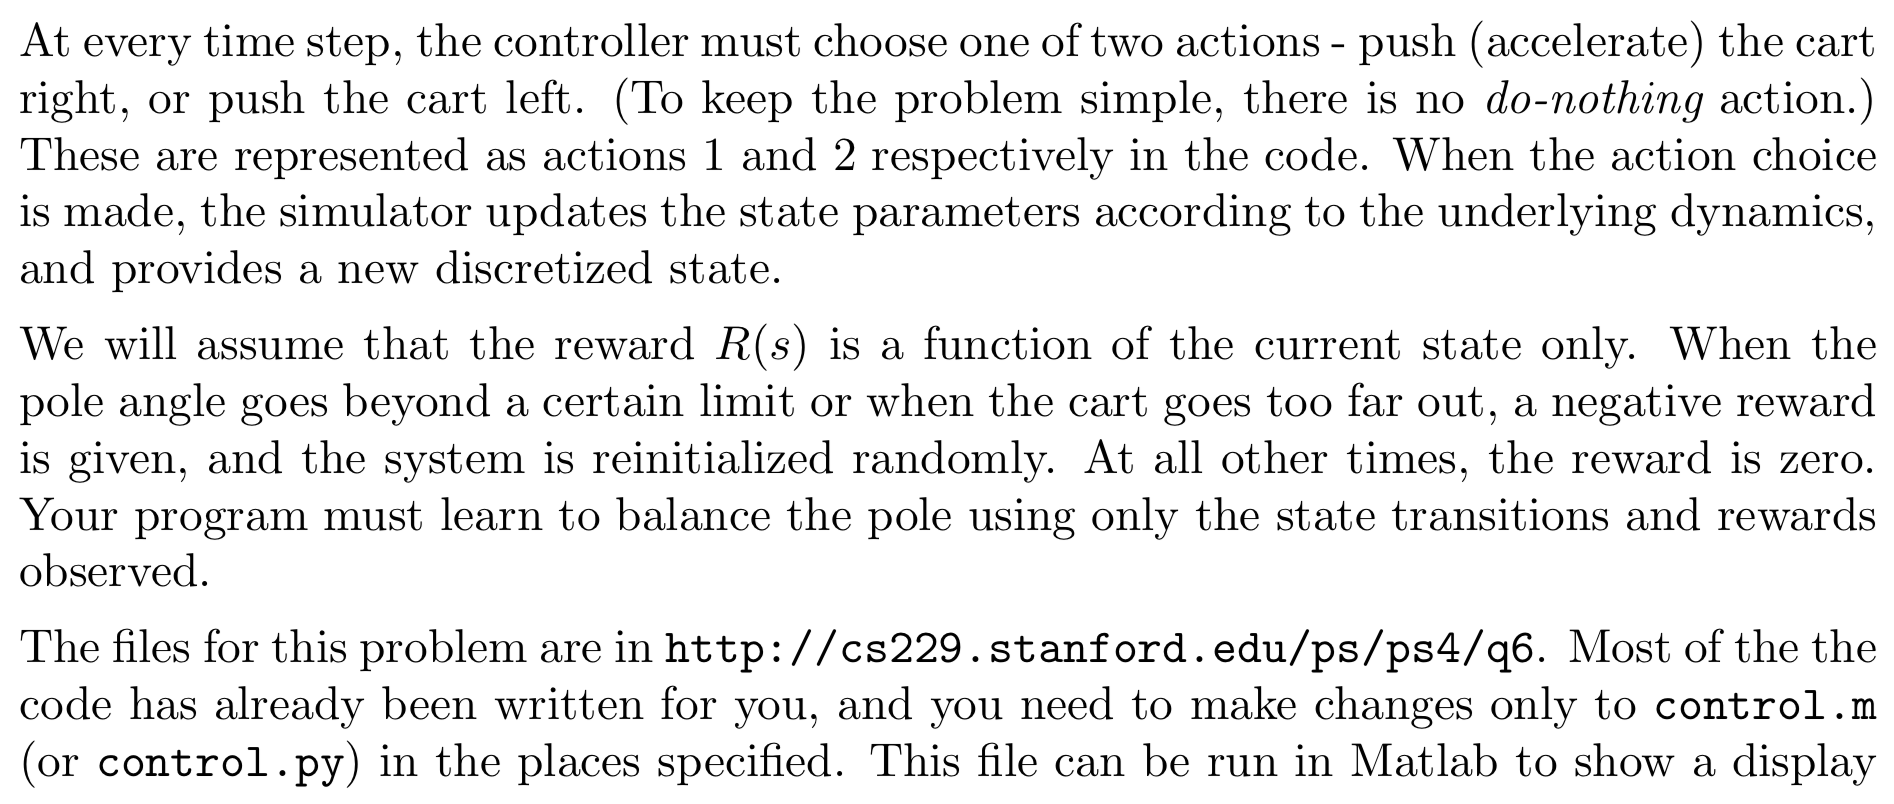 At every time step, the controller must choose one of two actions - push (accelerate) the cart
right, or push the cart left. (To keep the problem simple, there is no do-nothing action.)
These are represented as actions 1 and 2 respectively in the code. When the action choice
is made, the simulator updates the state parameters according to the underlying dynamics,
and provides a new discretized state.
We will assume that the reward R(s) is a function of the current state only. When the
pole angle goes beyond a certain limit or when the cart goes too far out, a negative reward
is given, and the system is reinitialized randomly. At all other times, the reward is zero.
Your program must learn to balance the pole using only the state transitions and rewards
observed.
The files for this problem are in http://cs229.stanford.edu/ps/ps4/q6. Most of the the
code has already been written for you, and you need to make changes only to control.m
(or control.py) in the places specified. This file can be run in Matlab to show a display